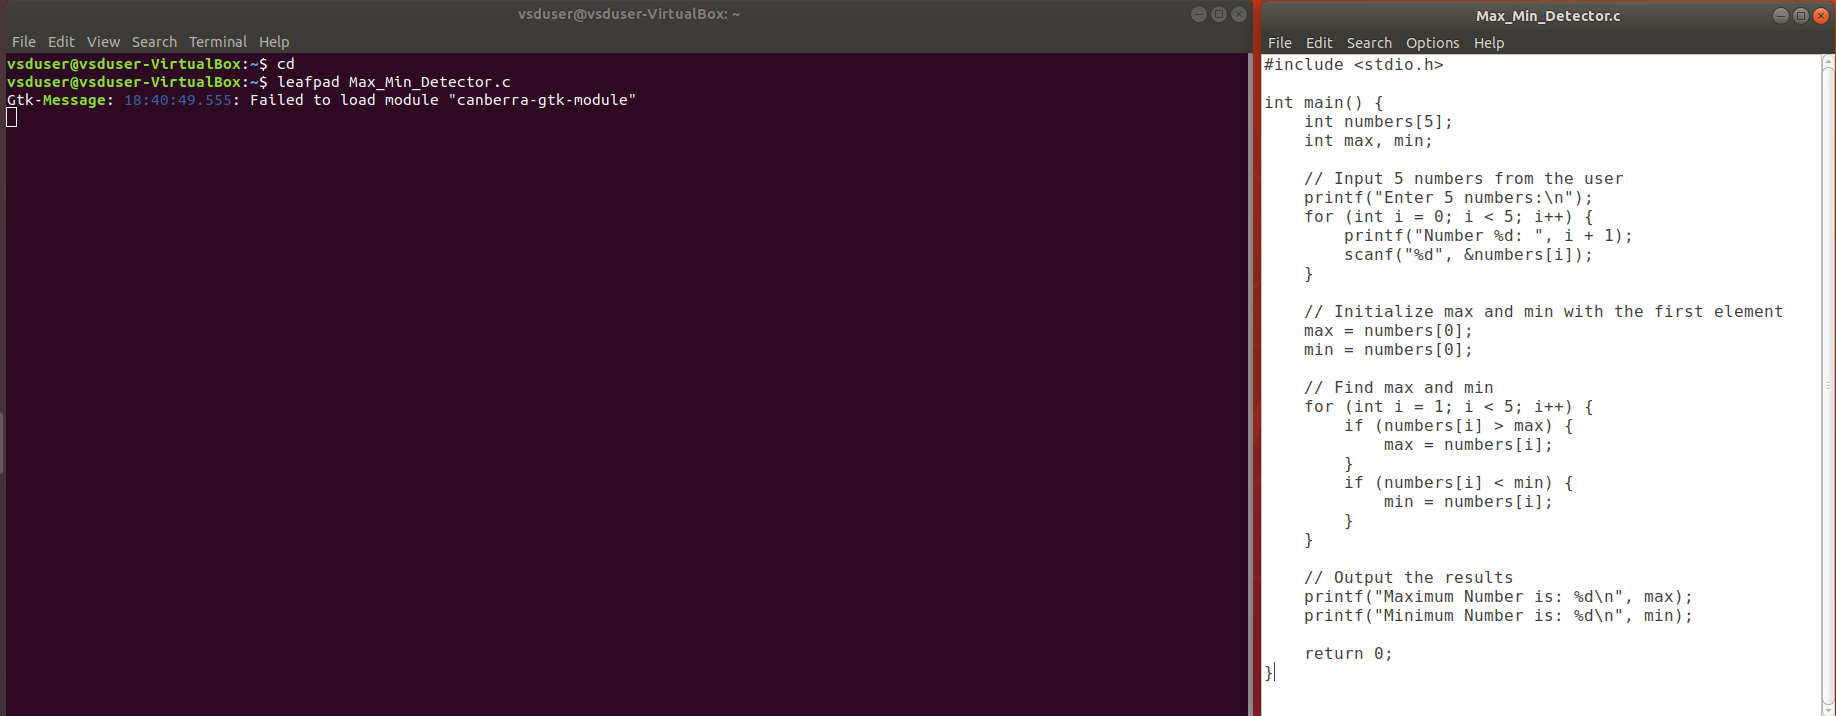 vsduser@vsduser-VirtualBox: ~
File Edit View Search Terminal Help
vsduser@vsduser-VirtualBox:~$ cd
vsduser@vsduser-VirtualBox:~$ leafpad Max_Min_Detector.c
Gtk-Message: 18:40:49.555: Failed to load module "canberra-gtk-module"
Max_Min_Detector.c
File Edit Search Options Help
#include <stdio.h>

int main() {
    int numbers[5];
    int max, min;

    // Input 5 numbers from the user
    printf("Enter 5 numbers:\n");
    for (int i = 0; i < 5; i++) {
        printf("Number %d: ", i + 1);
        scanf("%d", &numbers[i]);
    }

    // Initialize max and min with the first element
    max = numbers[0];
    min = numbers[0];

    // Find max and min
    for (int i = 1; i < 5; i++) {
        if (numbers[i] > max) {
            max = numbers[i];
        }
        if (numbers[i] < min) {
            min = numbers[i];
        }
    }

    // Output the results
    printf("Maximum Number is: %d\n", max);
    printf("Minimum Number is: %d\n", min);

    return 0;
}